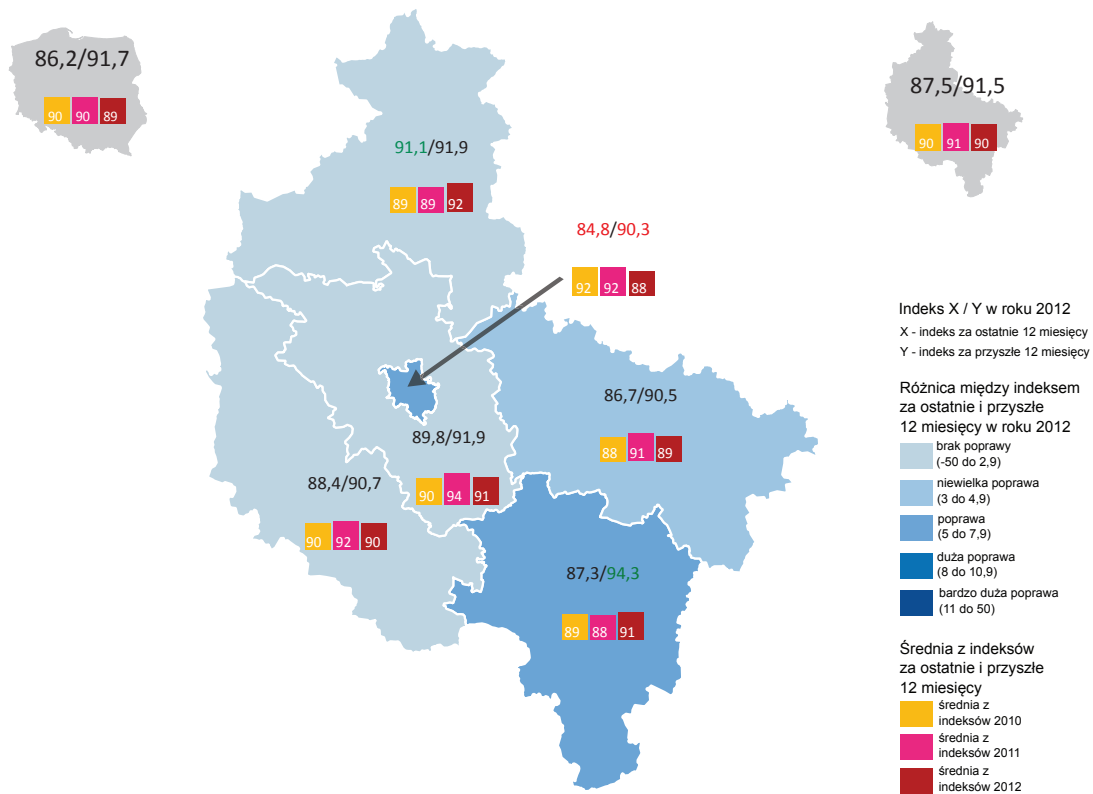 86,2/91,7
90 90 89
87,5/91,5
90 91 90
91,1/91,9
89 89 92
84,8/90,3
92 92 88
86,7/90,5
88 91 89
89,8/91,9
90 94 91
88,4/90,7
90 92 90
87,3/94,3
89 88 91
Indeks X / Y w roku 2012
X - indeks za ostatnie 12 miesięcy
Y - indeks za przyszłe 12 miesięcy
Różnica między indeksem
za ostatnie i przyszłe
12 miesięcy w roku 2012
brak poprawy
(-50 do 2,9)
niewielka poprawa
(3 do 4,9)
poprawa
(5 do 7,9)
duża poprawa
(8 do 10,9)
bardzo duża poprawa
(11 do 50)
Średnia z indeksów
za ostatnie i przyszłe
12 miesięcy
średnia z
indeksów 2010
średnia z
indeksów 2011
średnia z
indeksów 2012